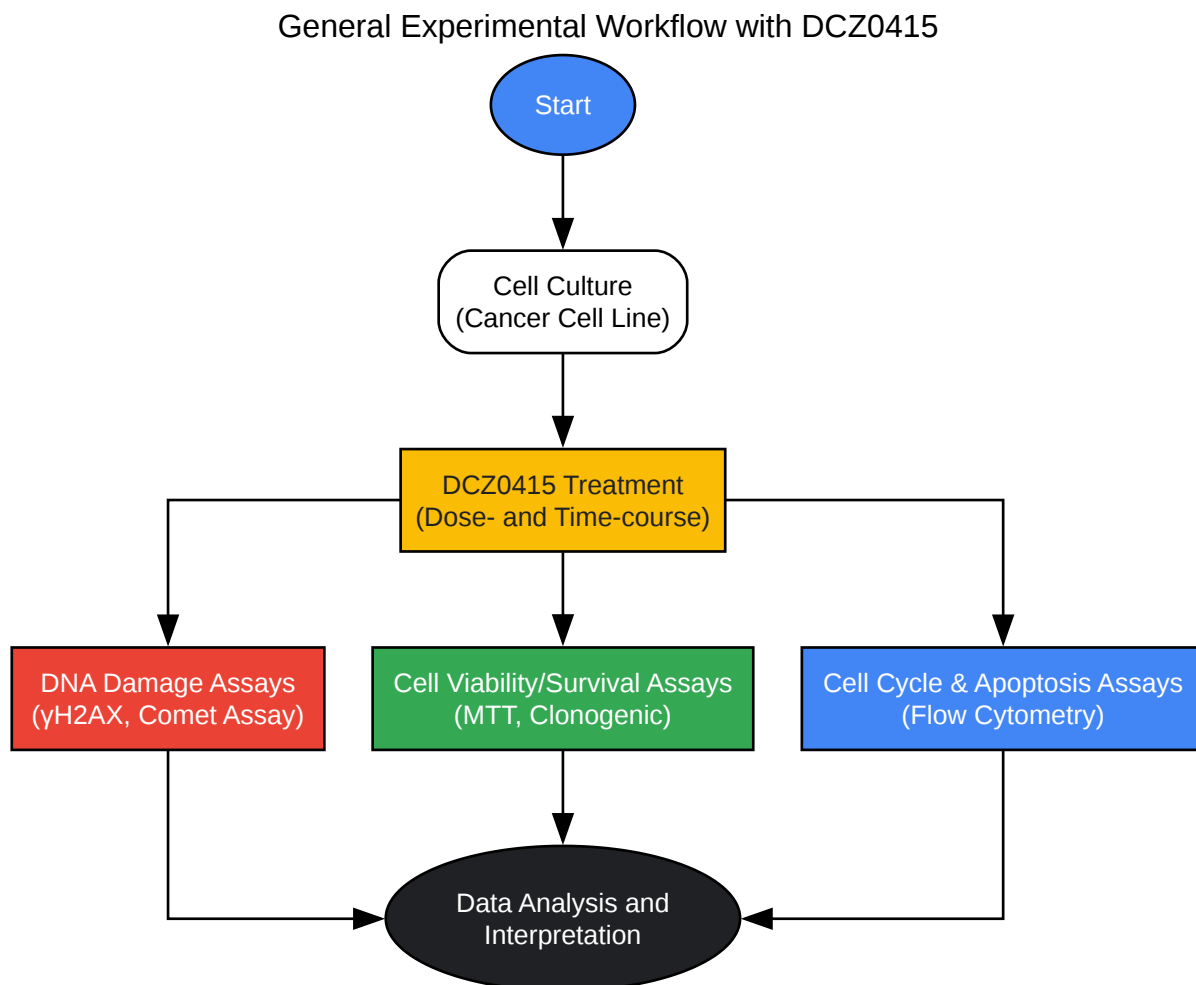 General Experimental Workflow with DCZ0415
Start
Cell Culture
(Cancer Cell Line)
DCZ0415 Treatment
(Dose- and Time-course)
DNA Damage Assays
(γH2AX, Comet Assay)
Cell Viability/Survival Assays
(MTT, Clonogenic)
Cell Cycle & Apoptosis Assays
(Flow Cytometry)
Data Analysis and
Interpretation